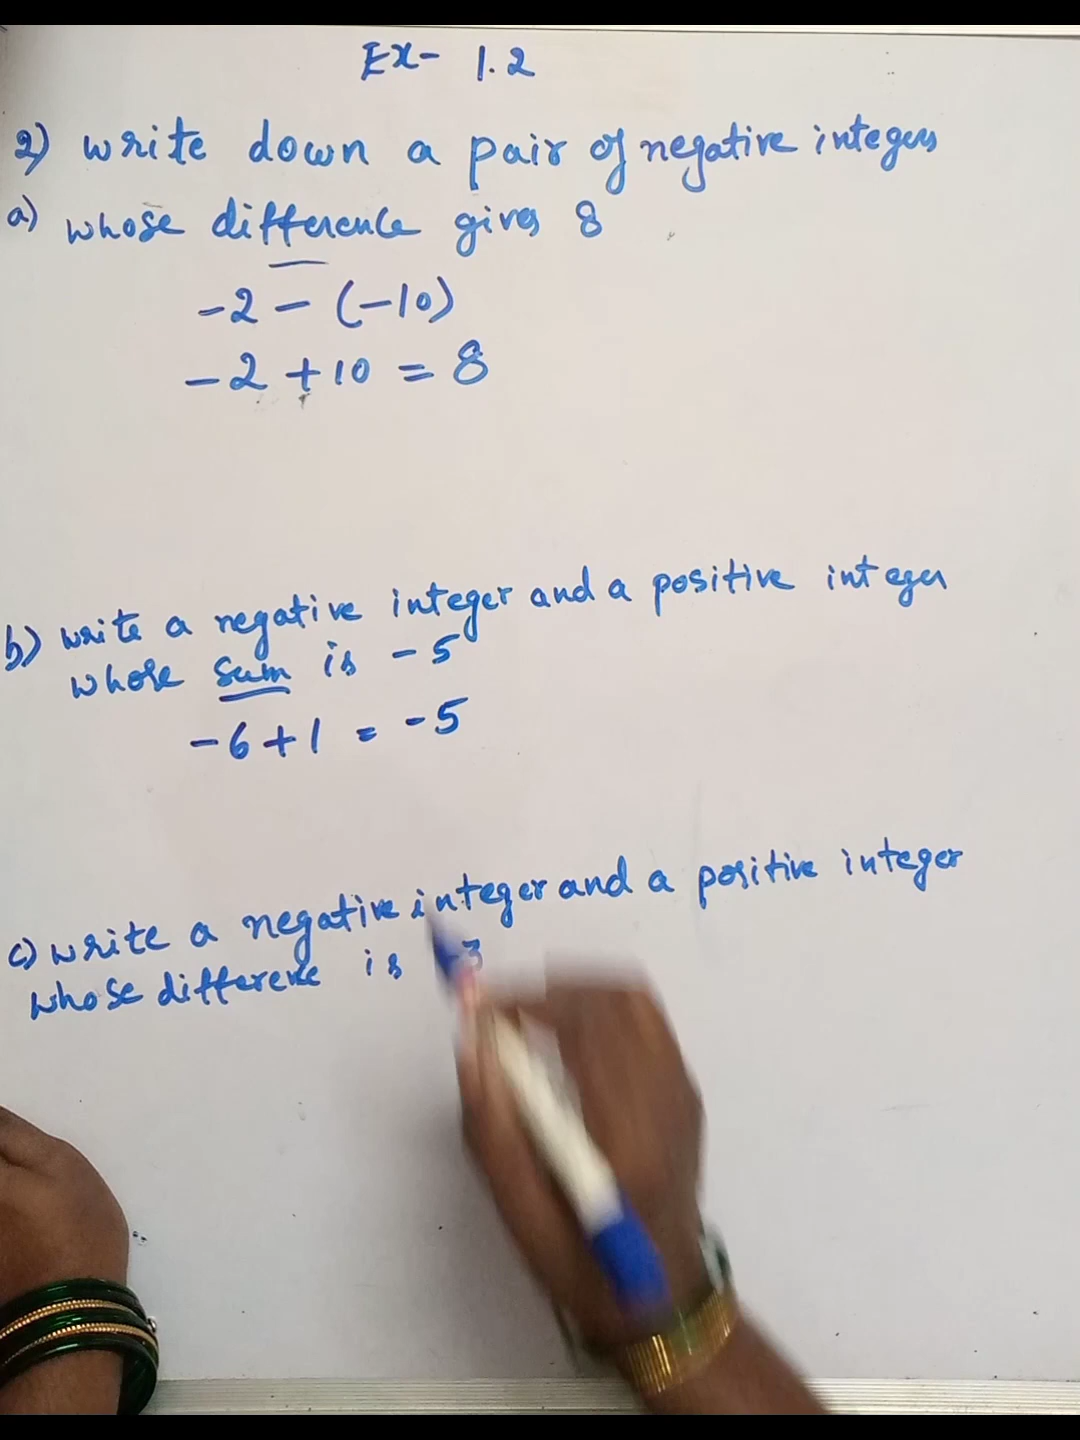 Ex- 1.2
2) write down a pair of negative integers
a) whose difference gives 8
-2 - (-10)
-2 +10 = 8
b) write a negative integer and a positive integer
whose sum is -5
-6+1 = -5
c) write a negative integer and a positive integer
whose difference is -3